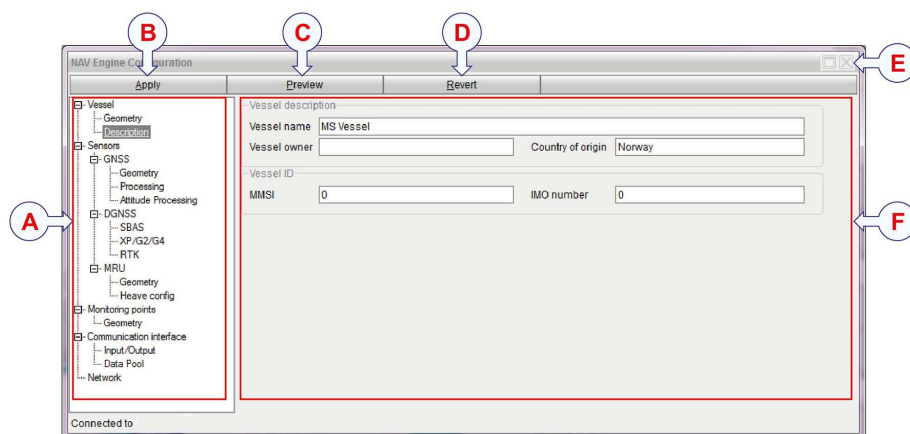 B
C
D
E
NAV Engine Configuration
Apply
Preview
Revert
A
F
Vessel
Geometry
Description
Sensors
GNSS
Geometry
Processing
Attitude Processing
DGNSS
SBAS
XP/G2/G4
RTK
MRU
Geometry
Heave config
Monitoring points
Geometry
Communication interface
Input/Output
Data Pool
Network
Vessel description
Vessel name MS Vessel
Vessel owner Country of origin Norway
Vessel ID
MMSI 0 IMO number 0
Connected to